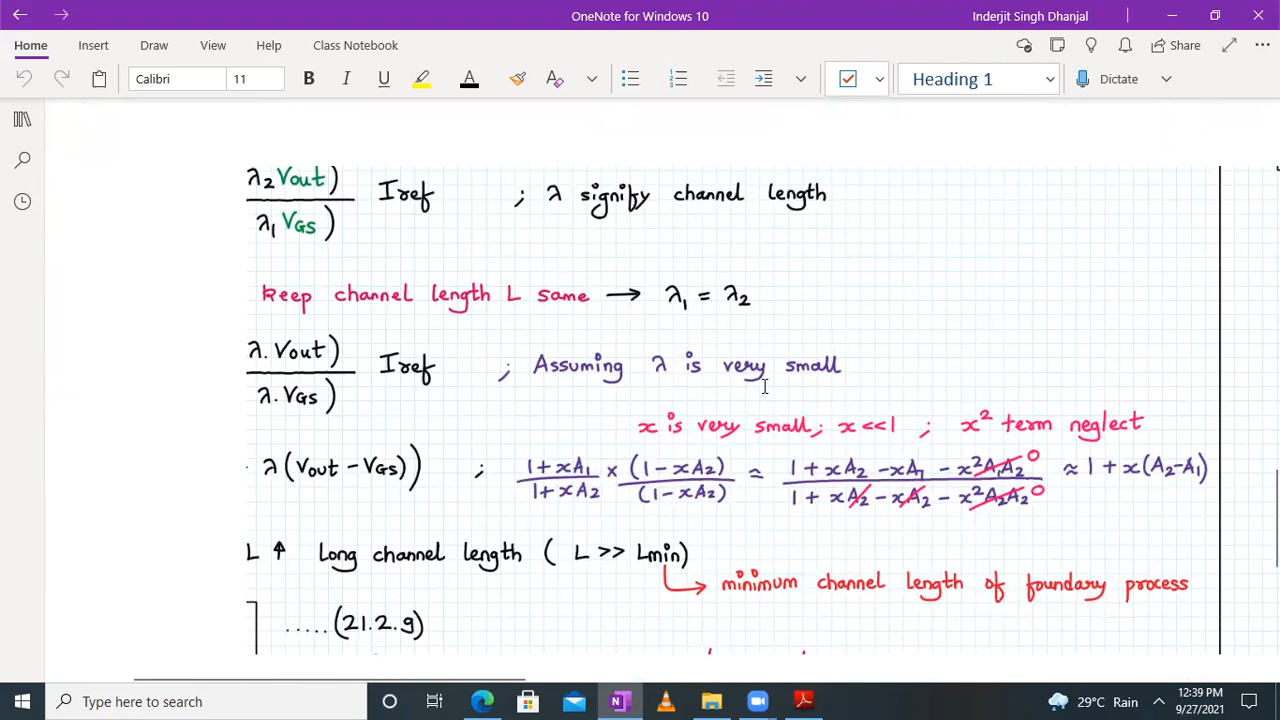 OneNote for Windows 10
Inderjit Singh Dhanjal
Home Insert Draw View Help Class Notebook
Share
Calibri 11 B I U A Heading 1 Dictate
λ2 Vout)
λ1 VGS)
Iref ; λ signify channel length
keep channel length L same → λ1 = λ2
λ. Vout)
λ. VGS)
Iref ; Assuming λ is very small
x is very small; x<<1 ; x² term neglect
λ(Vout - VGS)) ; 1+xA1 / 1+xA2 × (1-xA2) / (1-xA2) ≈ 1 + xA2 - xA1 - x²A1A2 0 / 1 + xA2 - xA2 - x²A2A2 0 ≈ 1 + x(A2-A1)
L ↑ Long channel length ( L >> Lmin)
→ minimum channel length of foundary process
.....(21.2.g)
Type here to search
29°C Rain
12:39 PM
9/27/2021